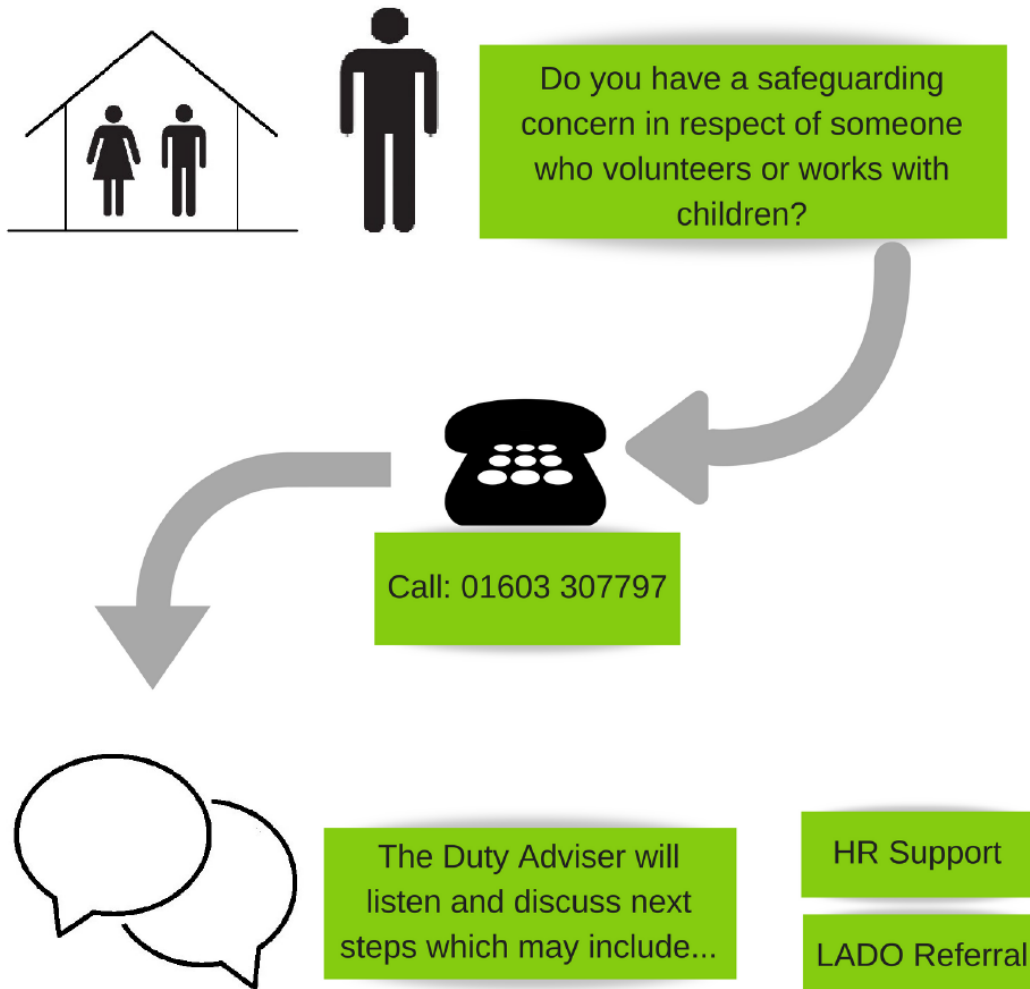 Do you have a safeguarding
concern in respect of someone
who volunteers or works with
children?
Call: 01603 307797
The Duty Adviser will
listen and discuss next
steps which may include...
HR Support
LADO Referral